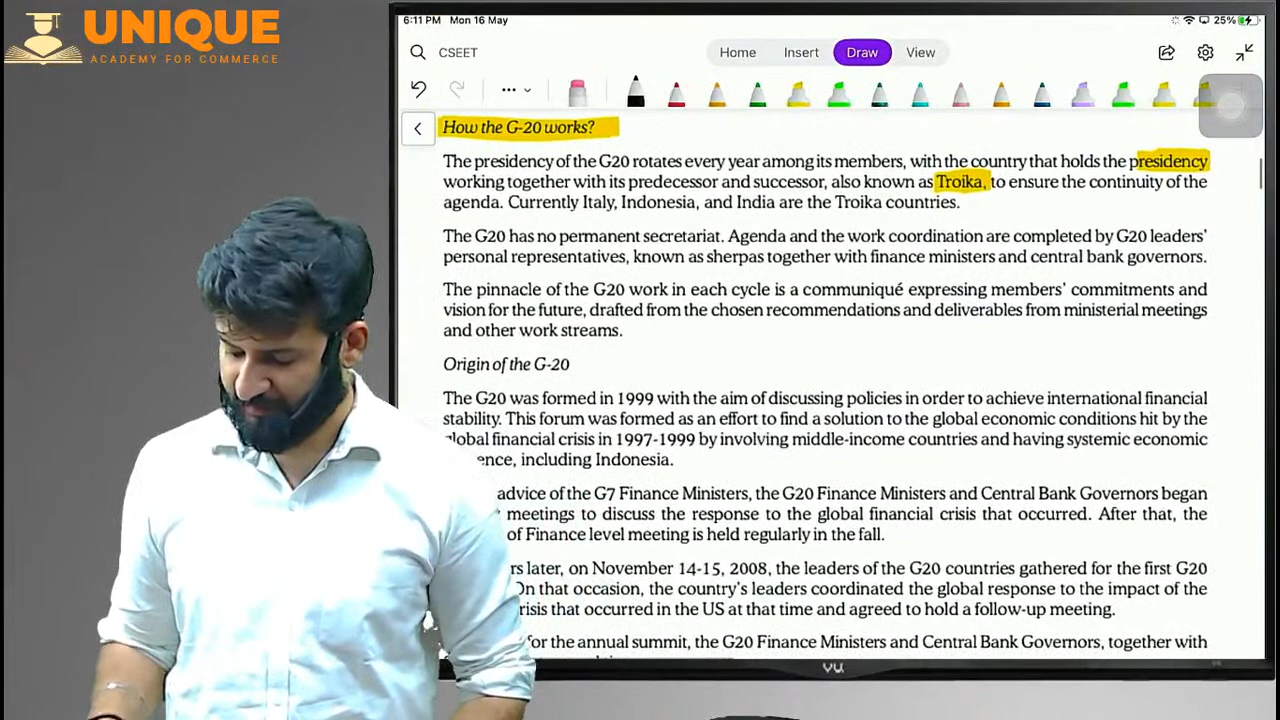 UNIQUE
ACADEMY FOR COMMERCE
6:11 PM Mon 16 May
25%
CSEET
Home Insert Draw View
How the G-20 works?
The presidency of the G20 rotates every year among its members, with the country that holds the presidency
working together with its predecessor and successor, also known as Troika, to ensure the continuity of the
agenda. Currently Italy, Indonesia, and India are the Troika countries.
The G20 has no permanent secretariat. Agenda and the work coordination are completed by G20 leaders'
personal representatives, known as sherpas together with finance ministers and central bank governors.
The pinnacle of the G20 work in each cycle is a communiqué expressing members' commitments and
vision for the future, drafted from the chosen recommendations and deliverables from ministerial meetings
and other work streams.
Origin of the G-20
The G20 was formed in 1999 with the aim of discussing policies in order to achieve international financial
stability. This forum was formed as an effort to find a solution to the global economic conditions hit by the
global financial crisis in 1997-1999 by involving middle-income countries and having systemic economic
ence, including Indonesia.
advice of the G7 Finance Ministers, the G20 Finance Ministers and Central Bank Governors began
meetings to discuss the response to the global financial crisis that occurred. After that, the
of Finance level meeting is held regularly in the fall.
rs later, on November 14-15, 2008, the leaders of the G20 countries gathered for the first G20
On that occasion, the country's leaders coordinated the global response to the impact of the
risis that occurred in the US at that time and agreed to hold a follow-up meeting.
for the annual summit, the G20 Finance Ministers and Central Bank Governors, together with
vu